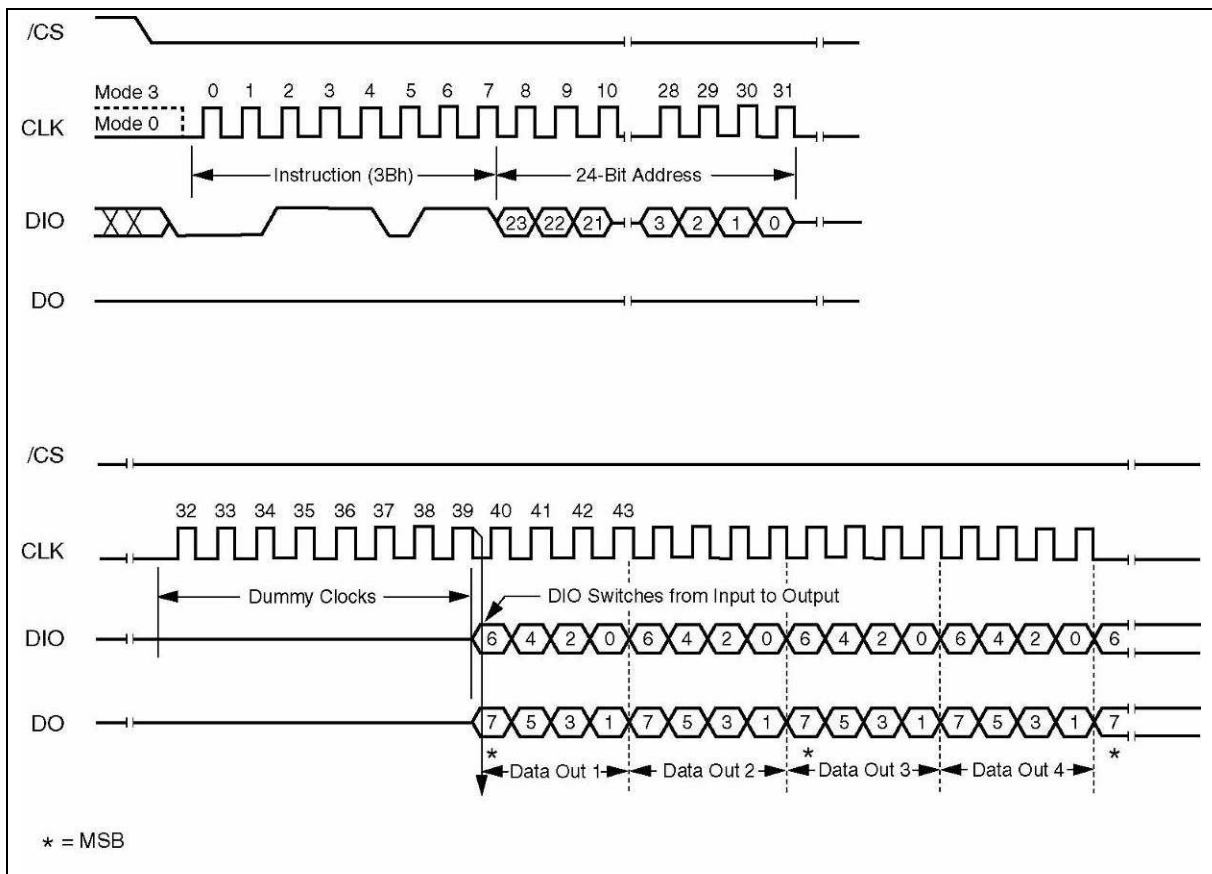 /CS
Mode 3
0 1 2 3 4 5 6 7 8 9 10 28 29 30 31
CLK
Mode 0
Instruction (3Bh)
24-Bit Address
DIO
23 22 21 3 2 1 0
DO
/CS
32 33 34 35 36 37 38 39 40 41 42 43
CLK
Dummy Clocks
DIO Switches from Input to Output
DIO
6 4 2 0 6 4 2 0 6 4 2 0 6 4 2 0 6
DO
7 5 3 1 7 5 3 1 7 5 3 1 7 5 3 1 7
* * *
Data Out 1 Data Out 2 Data Out 3 Data Out 4
* = MSB